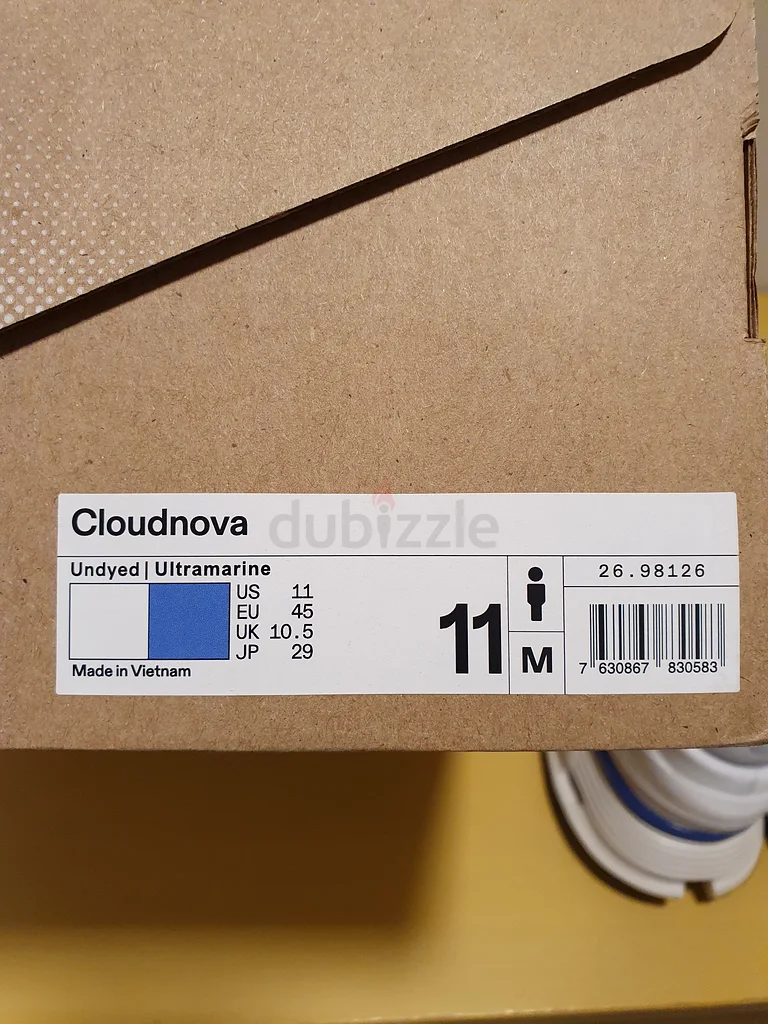 Cloudnova
dubizzle
Undyed | Ultramarine
US 11
EU 45
UK 10.5
JP 29
Made in Vietnam
11
M
26.98126
7 630867 830583